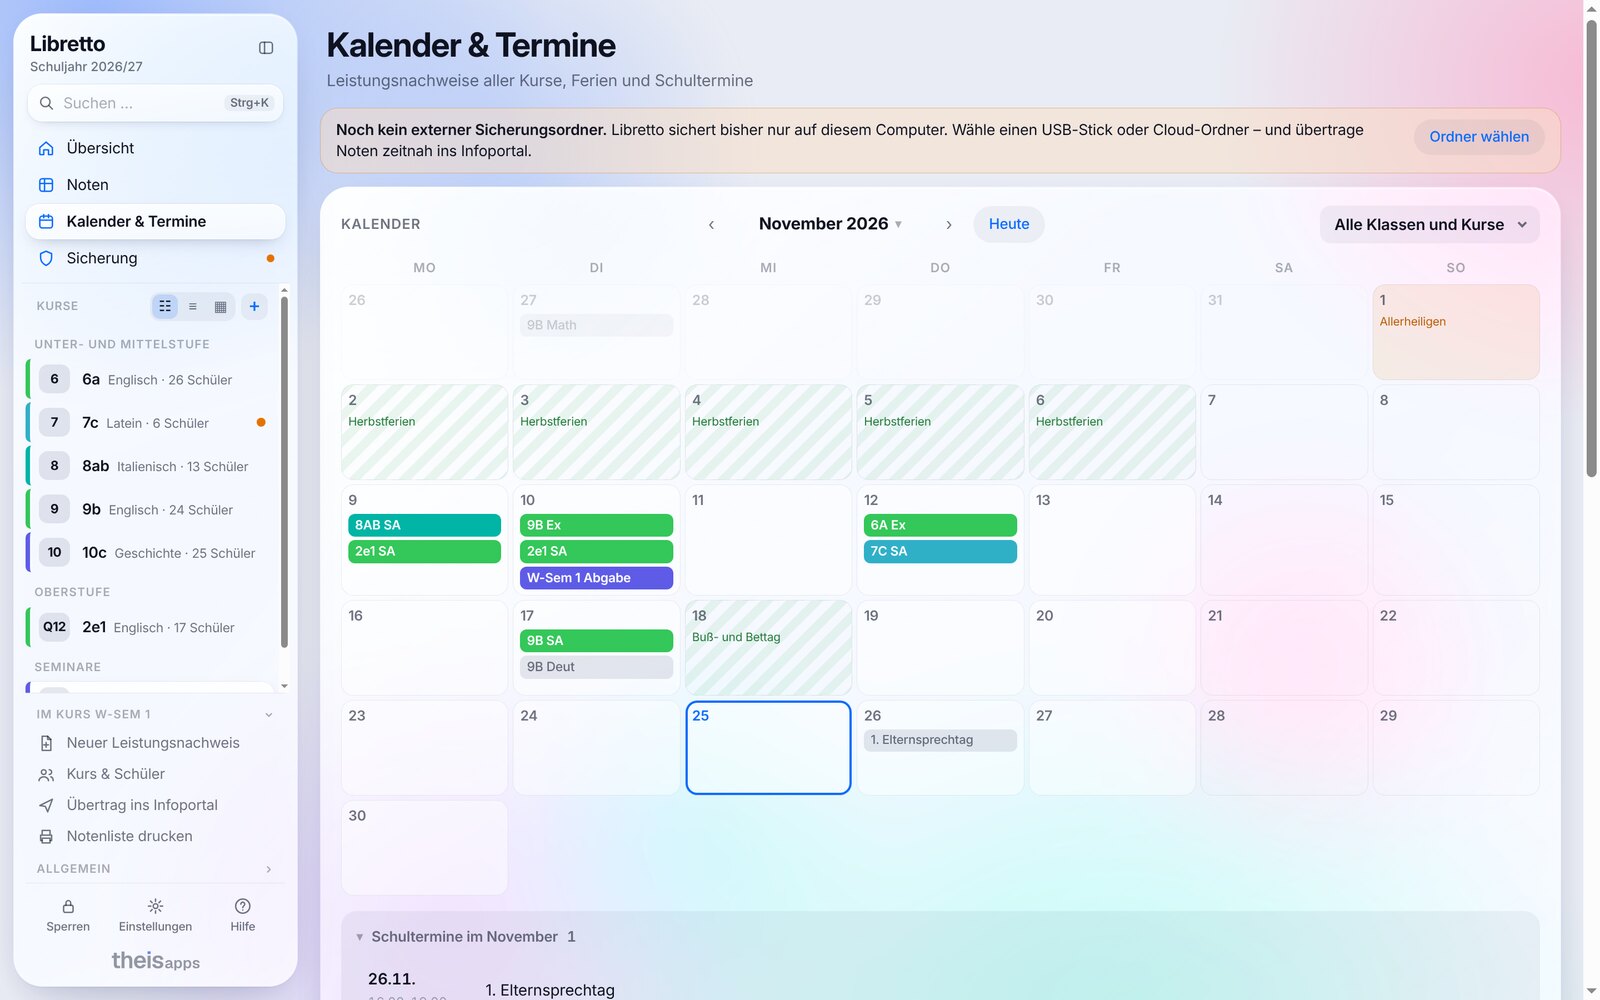 Libretto
Schuljahr 2026/27
Suchen ...
Strg+K
Übersicht
Noten
Kalender & Termine
Sicherung
KURSE
UNTER- UND MITTELSTUFE
6 6a Englisch · 26 Schüler
7 7c Latein · 6 Schüler
8 8ab Italienisch · 13 Schüler
9 9b Englisch · 24 Schüler
10 10c Geschichte · 25 Schüler
OBERSTUFE
Q12 2e1 Englisch · 17 Schüler
SEMINARE
IM KURS W-SEM 1
Neuer Leistungsnachweis
Kurs & Schüler
Übertrag ins Infoportal
Notenliste drucken
ALLGEMEIN
Sperren Einstellungen Hilfe
theisapps
Kalender & Termine
Leistungsnachweise aller Kurse, Ferien und Schultermine
Noch kein externer Sicherungsordner. Libretto sichert bisher nur auf diesem Computer. Wähle einen USB-Stick oder Cloud-Ordner – und übertrage
Noten zeitnah ins Infoportal.
Ordner wählen
KALENDER
November 2026
Heute
Alle Klassen und Kurse
MO DI MI DO FR SA SO
26 27 28 29 30 31 1
9B Math
Allerheiligen
2 3 4 5 6 7 8
Herbstferien Herbstferien Herbstferien Herbstferien Herbstferien
9 10 11 12 13 14 15
8AB SA 9B Ex 6A Ex
2e1 SA 2e1 SA 7C SA
W-Sem 1 Abgabe
16 17 18 19 20 21 22
9B SA Buß- und Bettag
9B Deut
23 24 25 26 27 28 29
1. Elternsprechtag
30
Schultermine im November 1
26.11.
1. Elternsprechtag